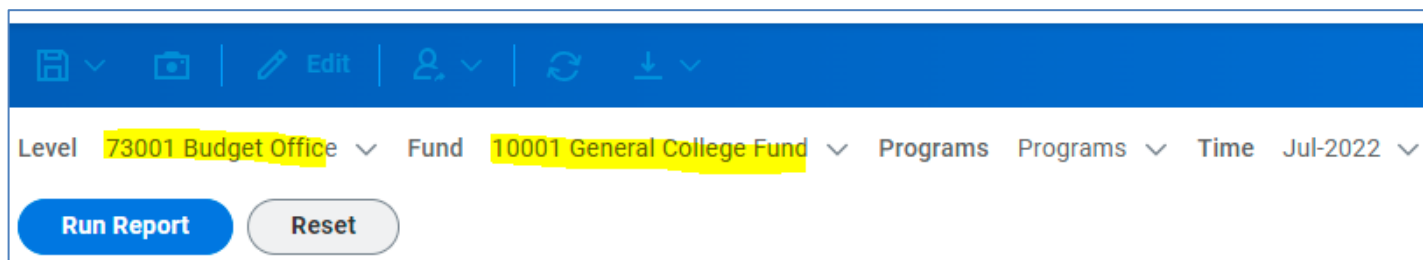 Edit
Level 73001 Budget Office Fund 10001 General College Fund Programs Programs Time Jul-2022
Run Report Reset